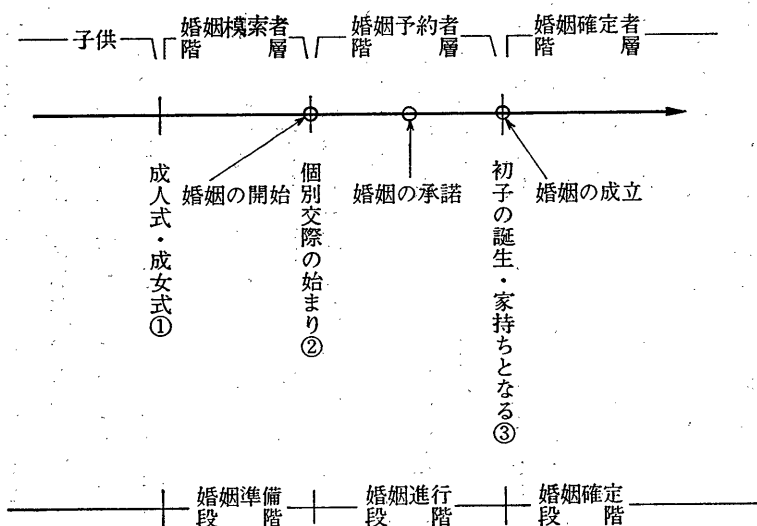 子供
婚姻模索者
階層
婚姻予約者
階層
婚姻確定者
階層
婚姻の開始
婚姻の承諾
婚姻の成立
成人式・成女式①
個別交際の始まり②
初子の誕生・家持ちとなる③
婚姻準備
段階
婚姻進行
段階
婚姻確定
段階